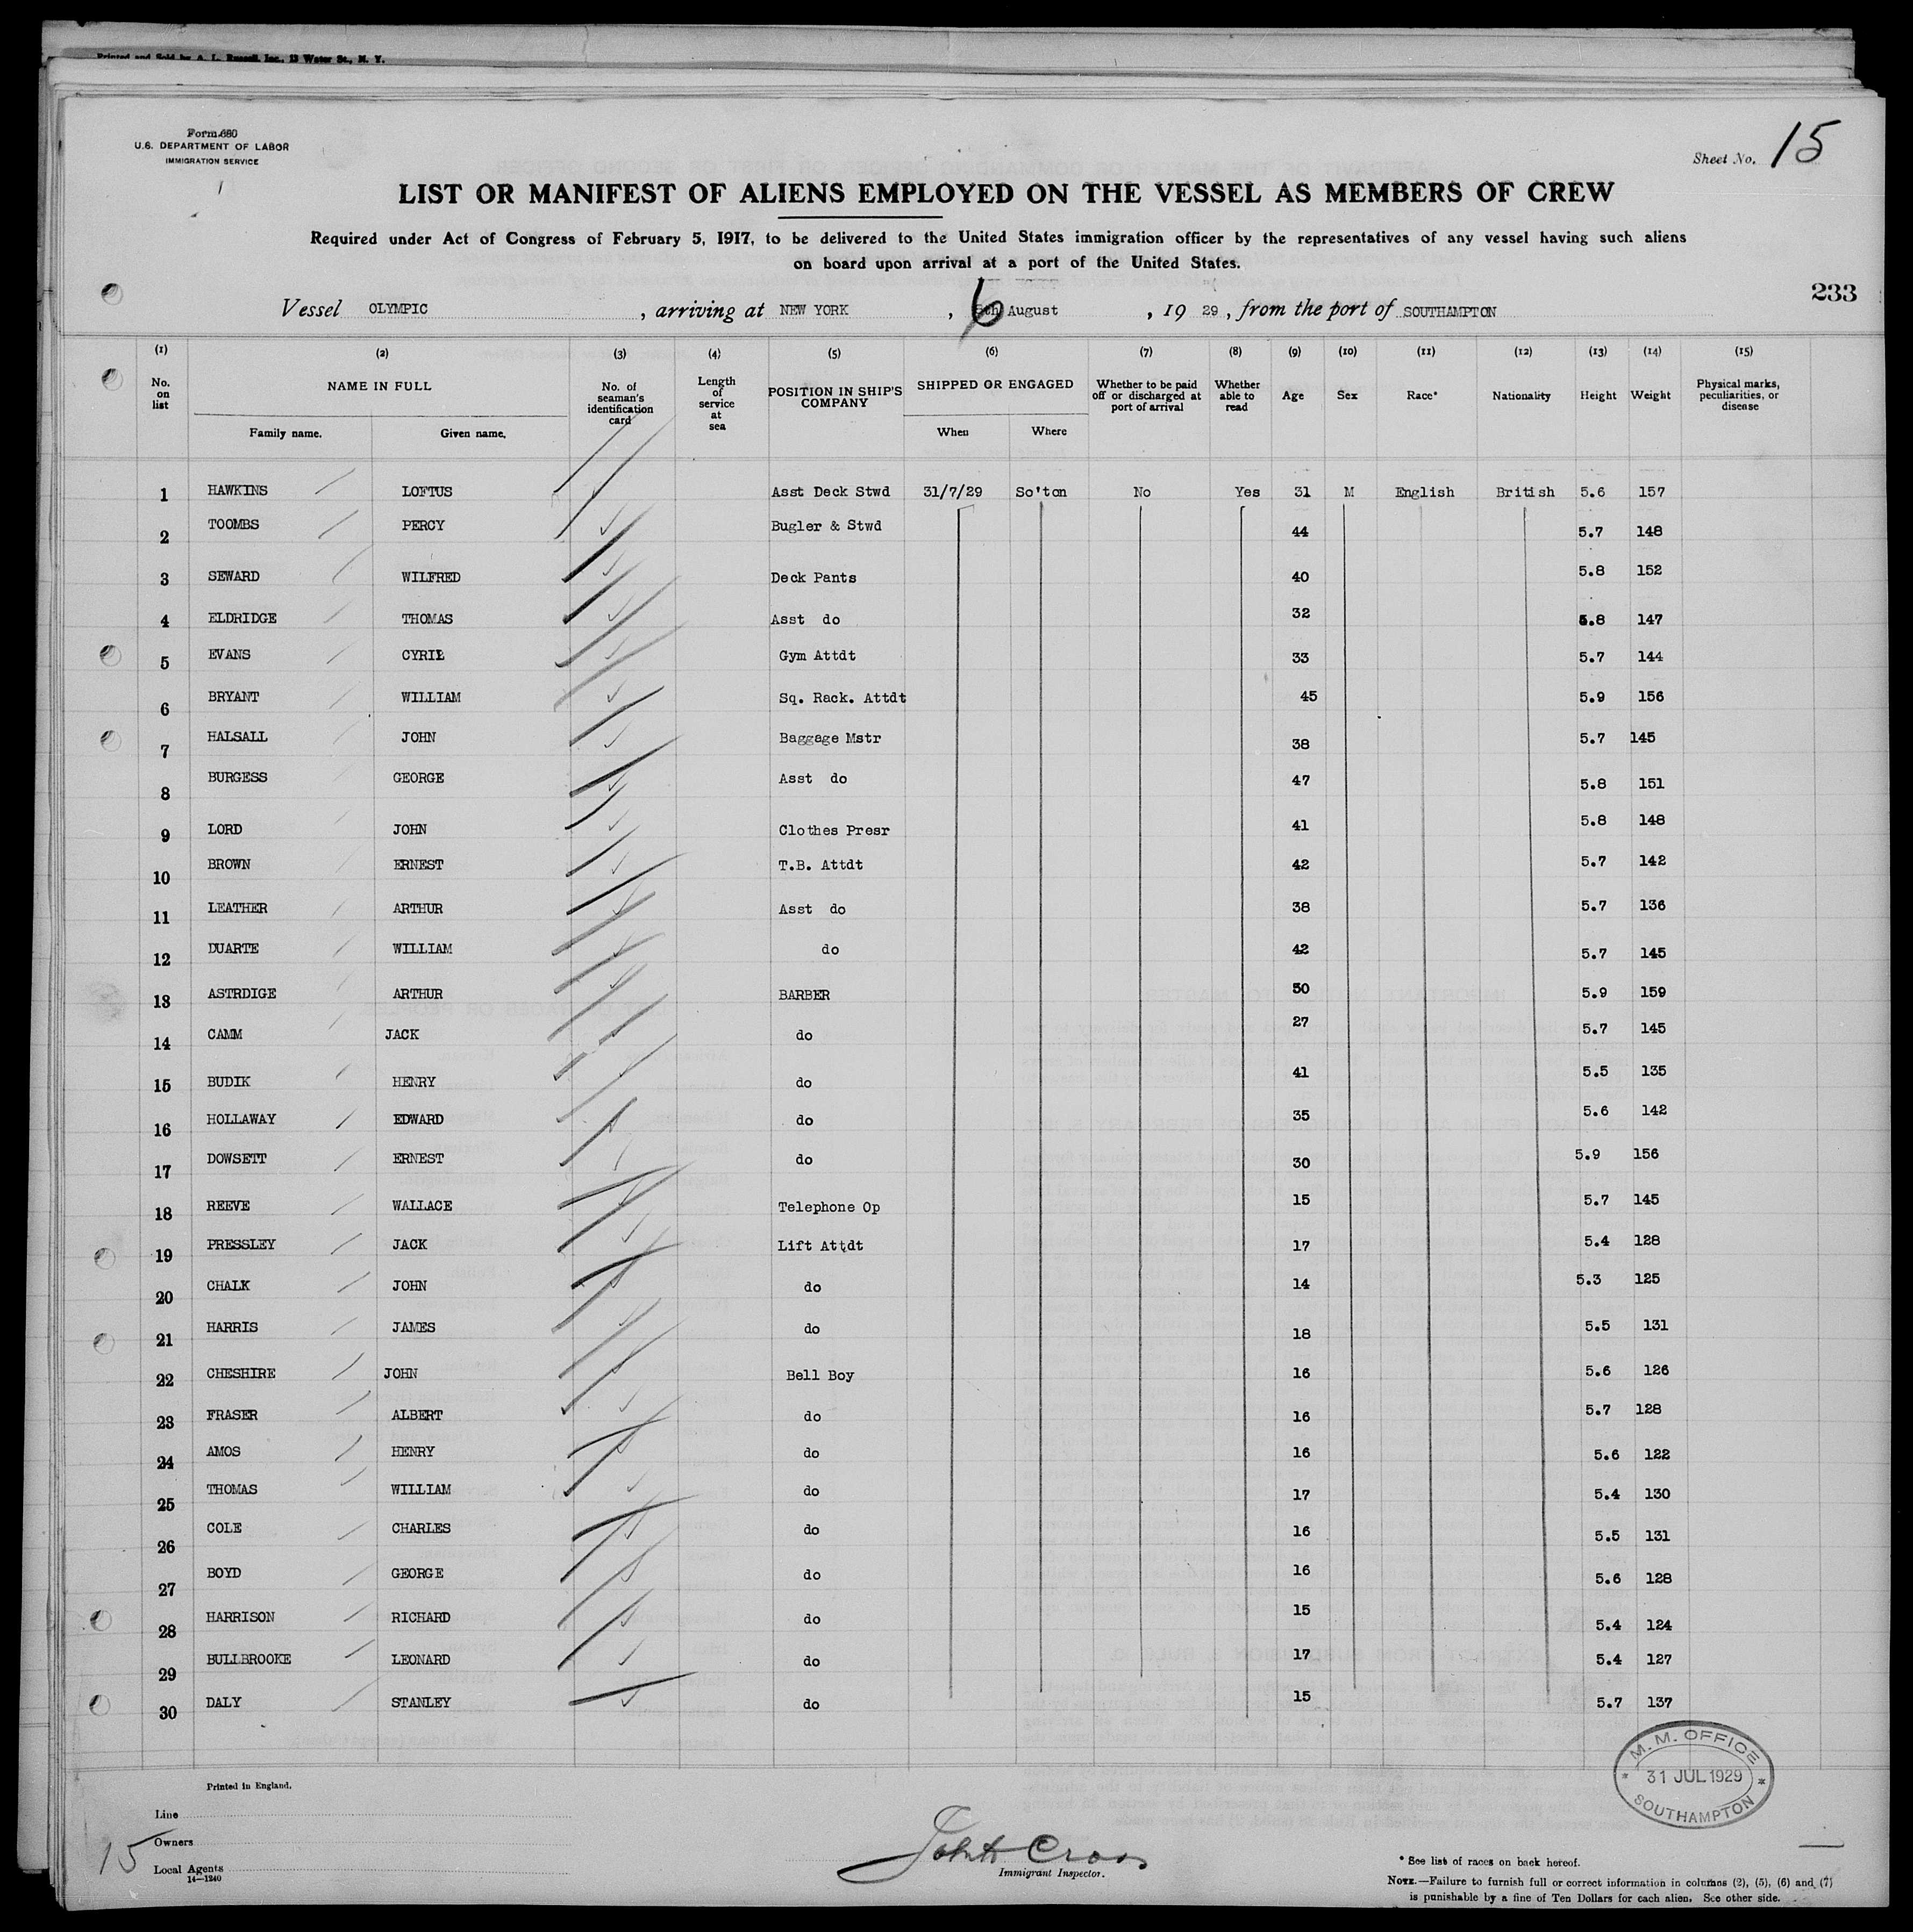 Printed and Sold by A. L. Russell, Inc., 13 Water St., N. Y.
Form 680
U.S. DEPARTMENT OF LABOR
IMMIGRATION SERVICE
Sheet No. 15
LIST OR MANIFEST OF ALIENS EMPLOYED ON THE VESSEL AS MEMBERS OF CREW
Required under Act of Congress of February 5, 1917, to be delivered to the United States immigration officer by the representatives of any vessel having such aliens
on board upon arrival at a port of the United States.
233
Vessel OLYMPIC, arriving at NEW YORK, 6 August, 19 29, from the port of SOUTHAMPTON
(1) (2) (3) (4) (5) (6) (7) (8) (9) (10) (11) (12) (13) (14) (15)
No. on list NAME IN FULL No. of seaman's identification card Length of service at sea POSITION IN SHIP'S COMPANY SHIPPED OR ENGAGED Whether to be paid off or discharged at port of arrival Whether able to read Age Sex Race* Nationality Height Weight Physical marks, peculiarities, or disease
Family name. Given name. When Where
1 HAWKINS LOFTUS Asst Deck Stwd 31/7/29 So'ton No Yes 31 M English British 5.6 157
2 TOOMBS PERCY Bugler & Stwd 44 5.7 148
3 SEWARD WILFRED Deck Pants 40 5.8 152
4 ELDRIDGE THOMAS Asst do 32 5.8 147
5 EVANS CYRIL Gym Attdt 33 5.7 144
6 BRYANT WILLIAM Sq. Rack. Attdt 45 5.9 156
7 HALSALL JOHN Baggage Mstr 38 5.7 145
8 BURGESS GEORGE Asst do 47 5.8 151
9 LORD JOHN Clothes Presr 41 5.8 148
10 BROWN ERNEST T.B. Attdt 42 5.7 142
11 LEATHER ARTHUR Asst do 38 5.7 136
12 DUARTE WILLIAM do 42 5.7 145
13 ASTRDIGE ARTHUR BARBER 50 5.9 159
14 CAMM JACK do 27 5.7 145
15 BUDIK HENRY do 41 5.5 135
16 HOLLAWAY EDWARD do 35 5.6 142
17 DOWSETT ERNEST do 30 5.9 156
18 REEVE WALLACE Telephone Op 15 5.7 145
19 PRESSLEY JACK Lift Attdt 17 5.4 128
20 CHALK JOHN do 14 5.3 125
21 HARRIS JAMES do 18 5.5 131
22 CHESHIRE JOHN Bell Boy 16 5.6 126
23 FRASER ALBERT do 16 5.7 128
24 AMOS HENRY do 16 5.6 122
25 THOMAS WILLIAM do 17 5.4 130
26 COLE CHARLES do 16 5.5 131
27 BOYD GEORGE do 16 5.6 128
28 HARRISON RICHARD do 15 5.4 124
29 BULLBROOKE LEONARD do 17 5.4 127
30 DALY STANLEY do 15 5.7 137
M. M. OFFICE
* 31 JUL 1929 *
SOUTHAMPTON
Printed in England.
Line
Owners
15
Local Agents
14—1240
John Cross
Immigrant Inspector.
* See list of races on back hereof.
NOTE.—Failure to furnish full or correct information in columns (2), (5), (6) and (7)
is punishable by a fine of Ten Dollars for each alien. See other side.